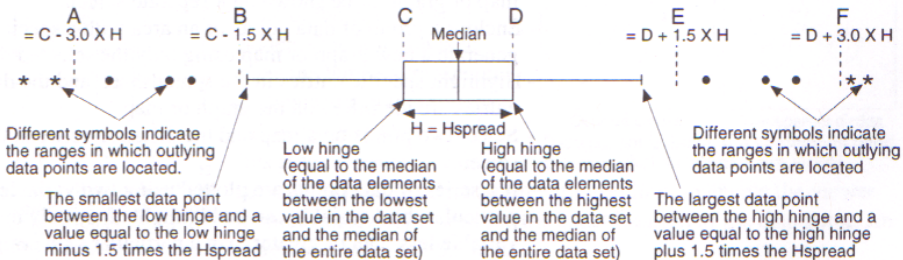 A B C D E F
= C - 3.0 X H = C - 1.5 X H Median = D + 1.5 X H = D + 3.0 X H
* * **
H = Hspread
Different symbols indicate
the ranges in which outlying
data points are located.
The smallest data point
between the low hinge and a
value equal to the low hinge
minus 1.5 times the Hspread
Low hinge
(equal to the median
of the data elements
between the lowest
value in the data set
and the median of
the entire data set)
High hinge
(equal to the median
of the data elements
between the highest
value in the data set
and the median of
the entire data set)
The largest data point
between the high hinge and a
value equal to the high hinge
plus 1.5 times the Hspread
Different symbols indicate
the ranges in which outlying
data points are located